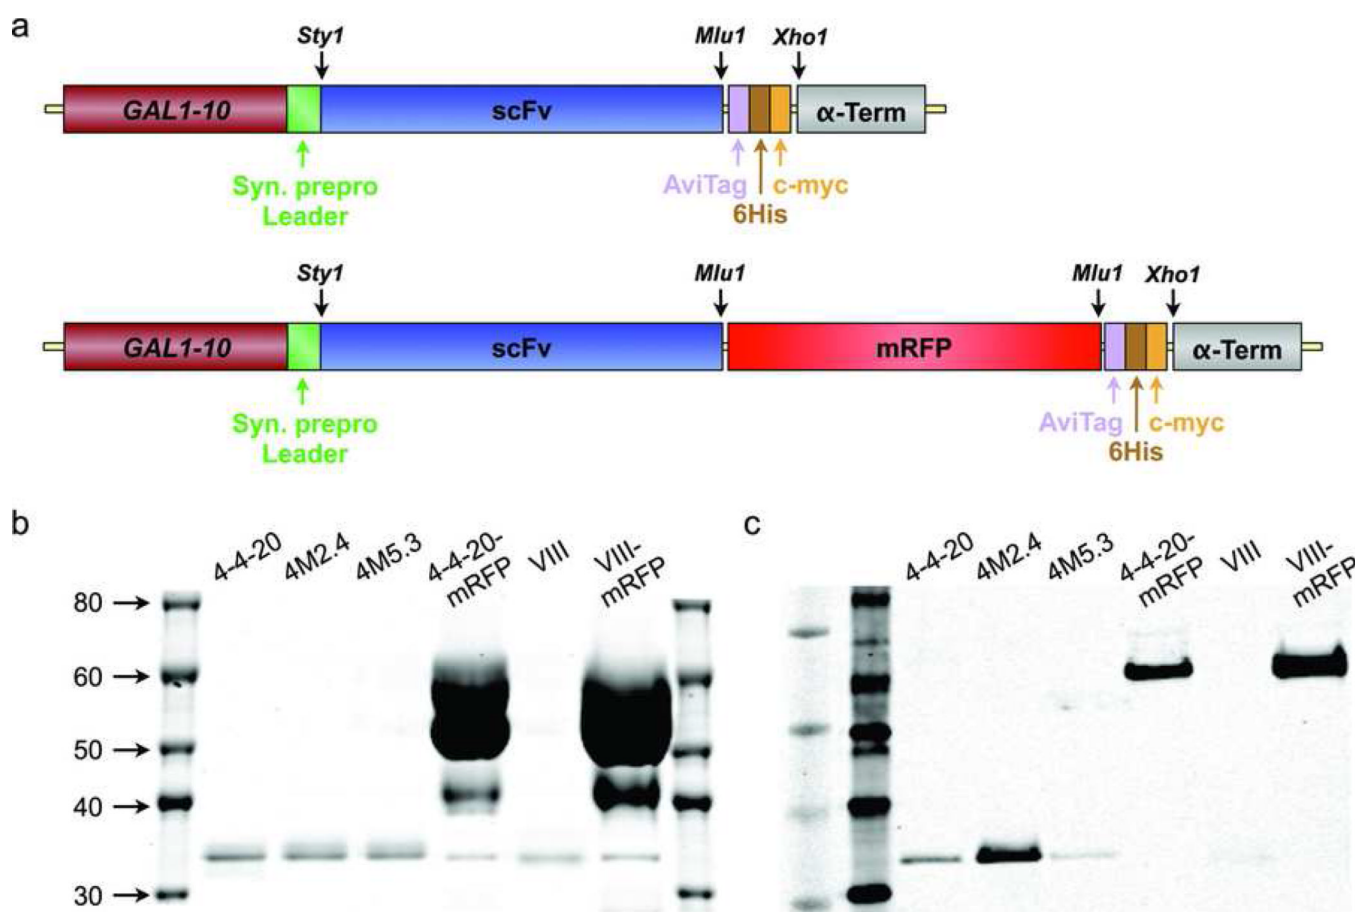 a
Sty1 Mlu1 Xho1
GAL1-10 scFv α-Term
Syn. prepro AviTag c-myc
Leader 6His
Sty1 Mlu1 Mlu1 Xho1
GAL1-10 scFv mRFP α-Term
Syn. prepro AviTag c-myc
Leader 6His
b
4-4-20
4M2.4
4M5.3
4-4-20-
mRFP
VIII
VIII-
mRFP
80
60
50
40
30
c
4-4-20
4M2.4
4M5.3
4-4-20-
mRFP
VIII
VIII-
mRFP